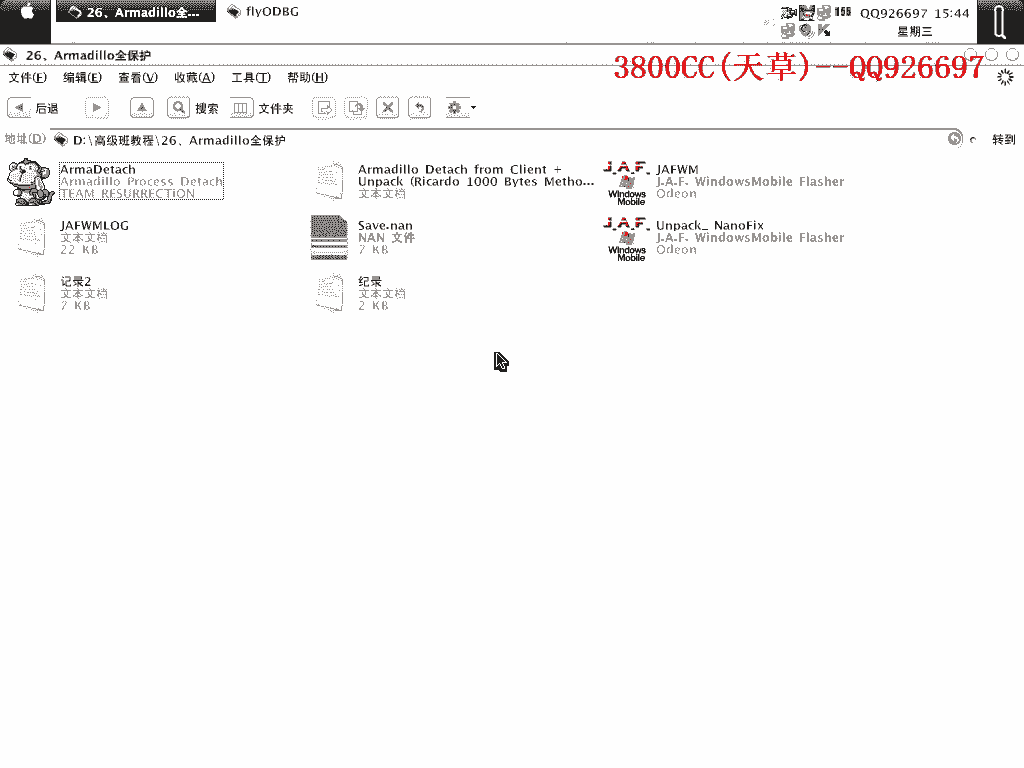 26、Armadillo全...
flyODBG
155
QQ926697 15:44
星期三
26、Armadillo全保护
3800CC(天草)--QQ926697
文件(F) 编辑(E) 查看(V) 收藏(A) 工具(T) 帮助(H)
后退 搜索 文件夹
地址(D) D:\高级班教程\26、Armadillo全保护 转到
ArmaDetach
Armadillo Process Detach
TEAM RESURRECTION
Armadillo Detach from Client +
Unpack (Ricardo 1000 Bytes Metho...
文本文档
J.A.F.
Windows
Mobile
JAFWM
J.A.F. WindowsMobile Flasher
Odeon
JAFWMLOG
文本文档
22 KB
Save.nan
NAN 文件
7 KB
J.A.F.
Windows
Mobile
Unpack_ NanoFix
J.A.F. WindowsMobile Flasher
Odeon
记录2
文本文档
7 KB
纪录
文本文档
2 KB